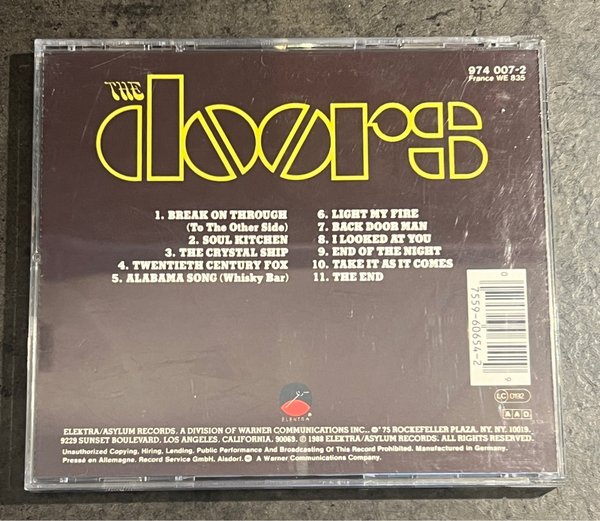 974 007-2
France WE 835
THE
doors
1. BREAK ON THROUGH
(To The Other Side)
2. SOUL KITCHEN
3. THE CRYSTAL SHIP
4. TWENTIETH CENTURY FOX
5. ALABAMA SONG (Whisky Bar)
6. LIGHT MY FIRE
7. BACK DOOR MAN
8. I LOOKED AT YOU
9. END OF THE NIGHT
10. TAKE IT AS IT COMES
11. THE END
0 7559-60654-2 9
LC 0192
AAD
ELEKTRA
ELEKTRA/ASYLUM RECORDS. A DIVISION OF WARNER COMMUNICATIONS INC., 75 ROCKEFELLER PLAZA. NY. NY. 10019.
9229 SUNSET BOULEVARD. LOS ANGELES. CALIFORNIA. 90069. ℗ 1988 ELEKTRA/ASYLUM RECORDS. ALL RIGHTS RESERVED.
Unauthorized Copying, Hiring, Lending, Public Performance And Broadcasting Of This Record Prohibited. Manufactured in Germany.
Pressé en Allemagne. Record Service GmbH, Alsdorf. A Warner Communications Company.